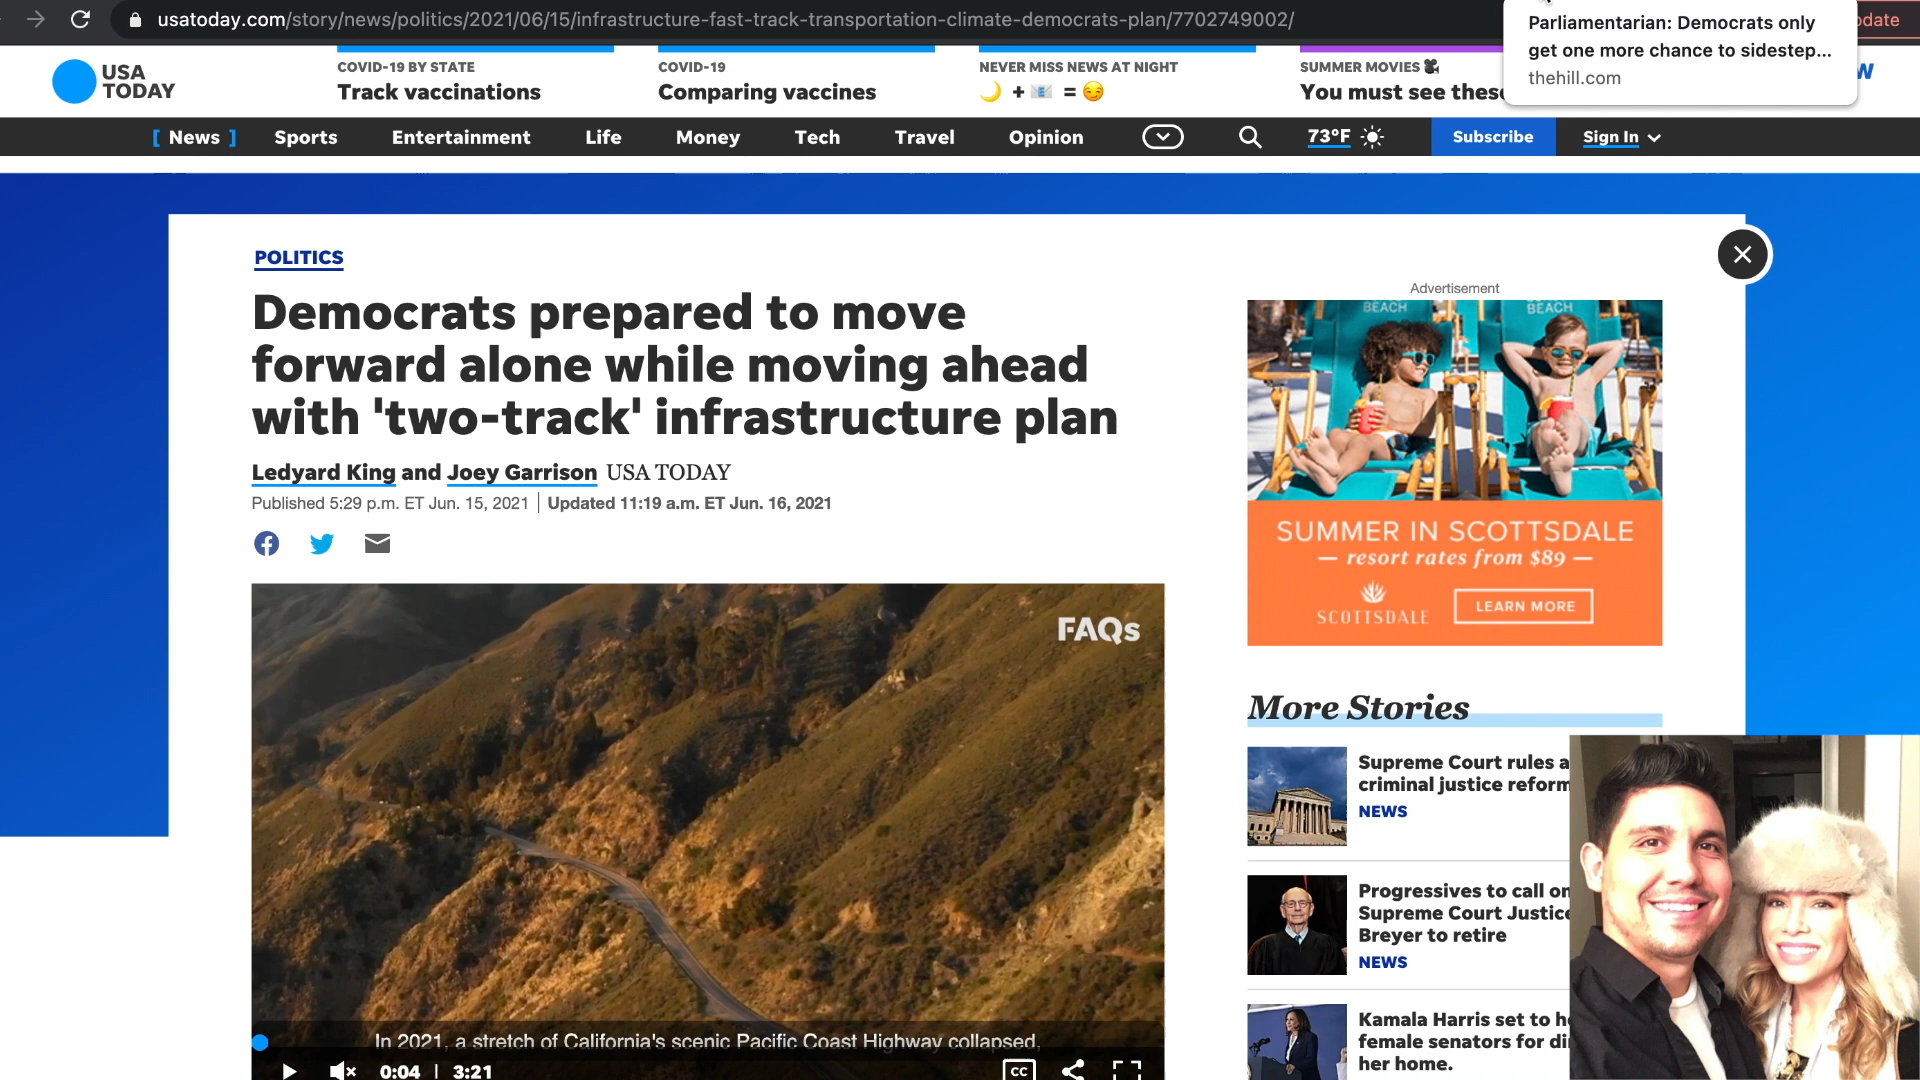 usatoday.com/story/news/politics/2021/06/15/infrastructure-fast-track-transportation-climate-democrats-plan/7702749002/
Parliamentarian: Democrats only
get one more chance to sidestep...
thehill.com
USA
TODAY
COVID-19 BY STATE
Track vaccinations
COVID-19
Comparing vaccines
NEVER MISS NEWS AT NIGHT
+ =
SUMMER MOVIES
You must see these
[ News ] Sports Entertainment Life Money Tech Travel Opinion 73°F Subscribe Sign In
POLITICS
Democrats prepared to move
forward alone while moving ahead
with 'two-track' infrastructure plan
Ledyard King and Joey Garrison USA TODAY
Published 5:29 p.m. ET Jun. 15, 2021 | Updated 11:19 a.m. ET Jun. 16, 2021
FAQs
In 2021, a stretch of California's scenic Pacific Coast Highway collapsed,
0:04 | 3:21
CC
Advertisement
BEACH BEACH
SUMMER IN SCOTTSDALE
— resort rates from $89 —
SCOTTSDALE
LEARN MORE
More Stories
Supreme Court rules a
criminal justice reform
NEWS
Progressives to call on
Supreme Court Justice
Breyer to retire
NEWS
Kamala Harris set to h
female senators for di
her home.